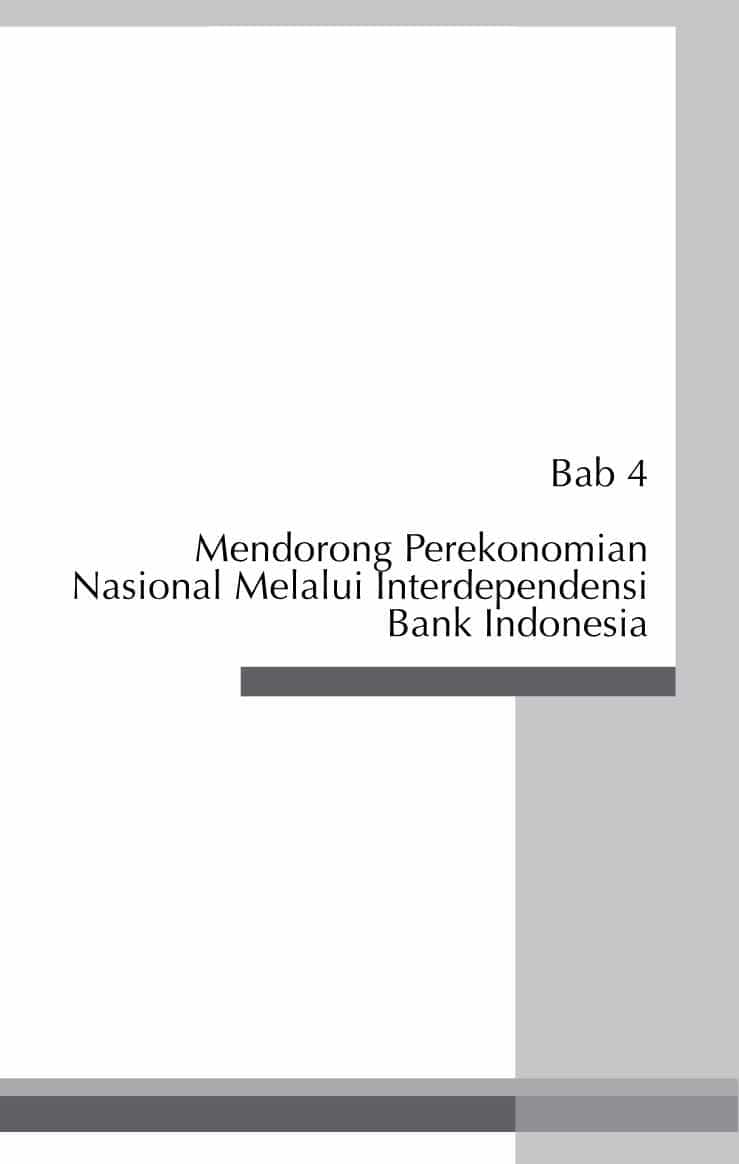 Bab 4
Mendorong Perekonomian
Nasional Melalui Interdependensi
Bank Indonesia